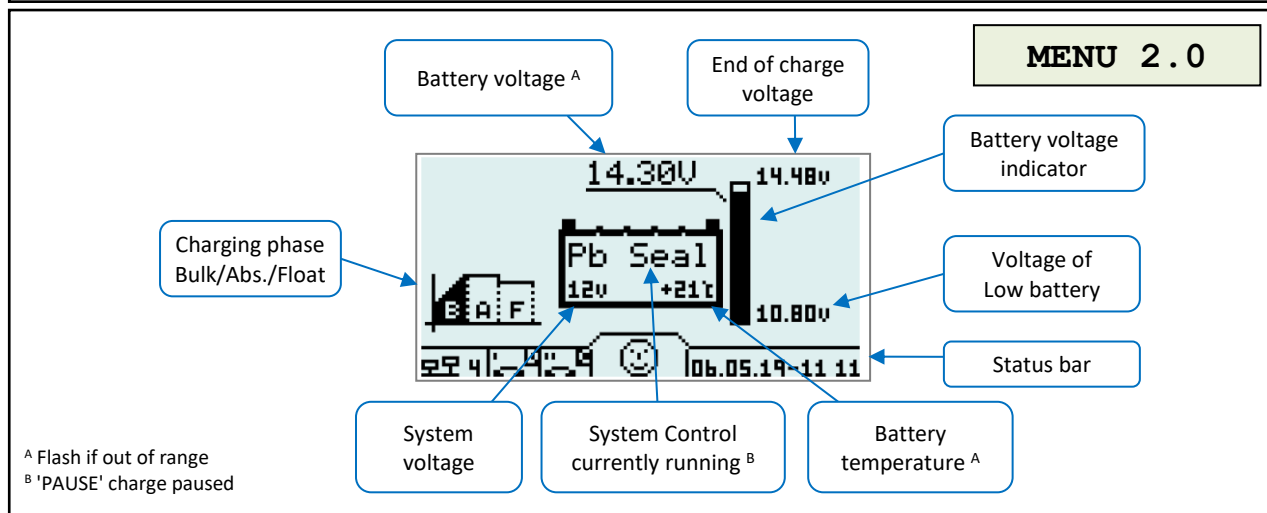 MENU 2.0
Battery voltage A
End of charge
voltage
Battery voltage
indicator
14.30V
14.48v
Charging phase
Bulk/Abs./Float
Pb Seal
12v +21℃
Voltage of
Low battery
B A F
10.80v
Status bar
4
06.05.19-11 11
System
voltage
System Control
currently running B
Battery
temperature A
A Flash if out of range
B 'PAUSE' charge paused